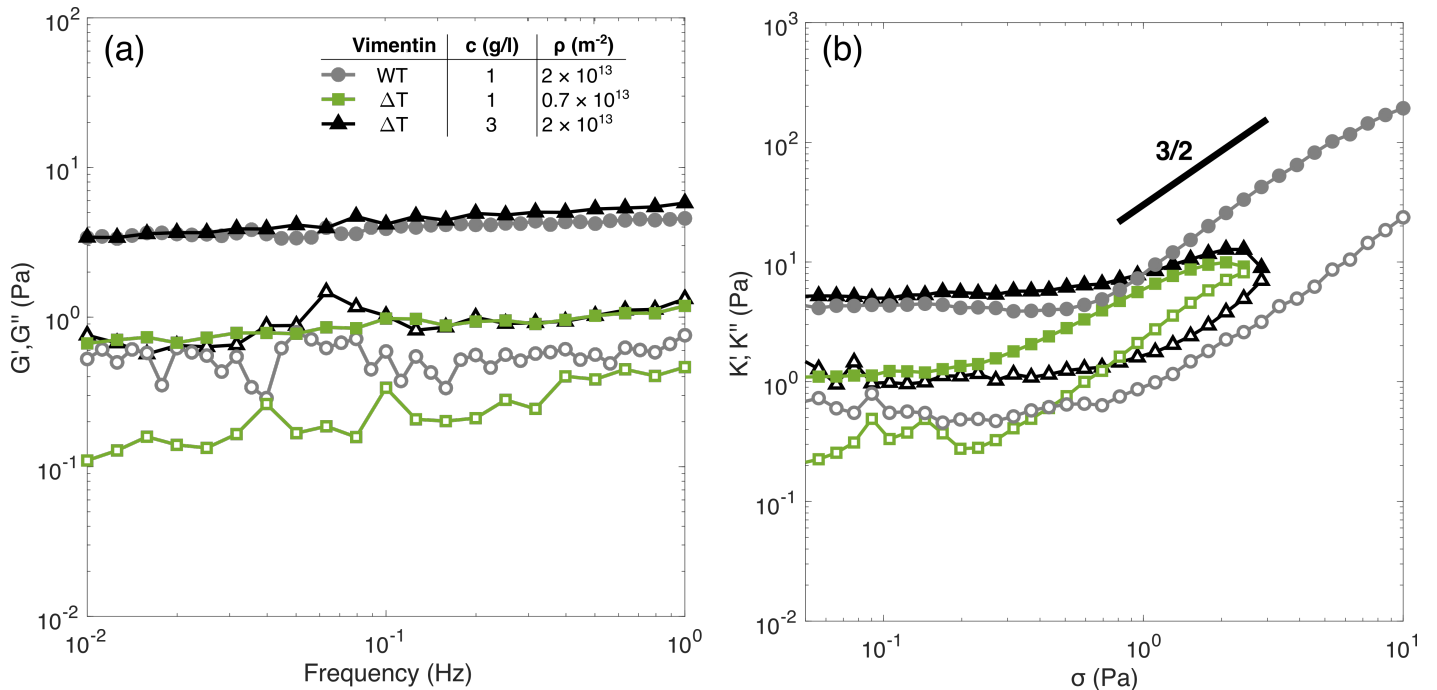 (a)
Vimentin c (g/l) ρ (m⁻²)
WT 1 2 × 10¹³
ΔT 1 0.7 × 10¹³
ΔT 3 2 × 10¹³
10²
10¹
10⁰
10⁻¹
10⁻²
G',G'' (Pa)
10⁻² 10⁻¹ 10⁰
Frequency (Hz)
(b)
3/2
10³
10²
10¹
10⁰
10⁻¹
10⁻²
K', K'' (Pa)
10⁻¹ 10⁰ 10¹
σ (Pa)